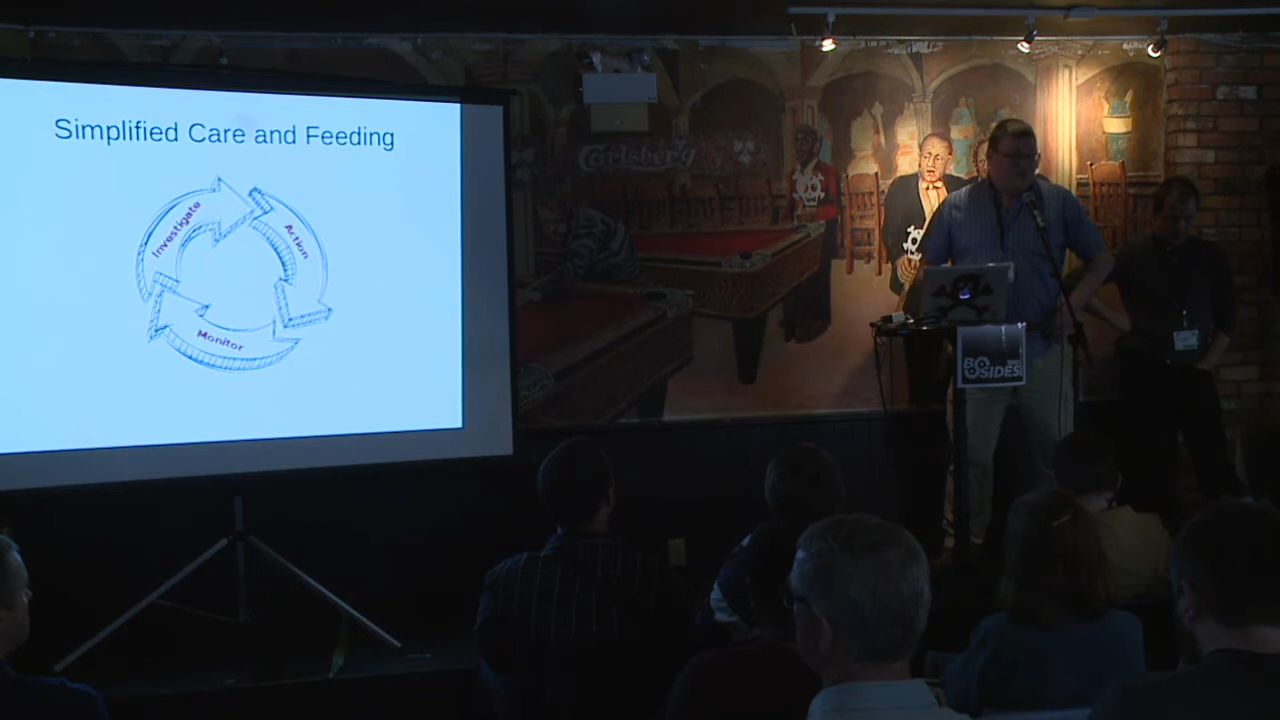 Simplified Care and Feeding
Investigate
Action
Monitor
Carlsberg
BSIDES